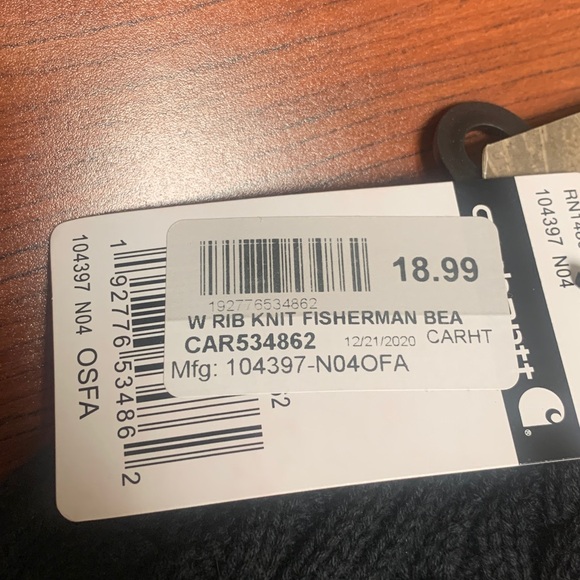 18.99
192776534862
W RIB KNIT FISHERMAN BEA
CAR534862 12/21/2020 CARHT
Mfg: 104397-N04OFA
104397 N04 OSFA
1 92776 53486 2
104397 N04